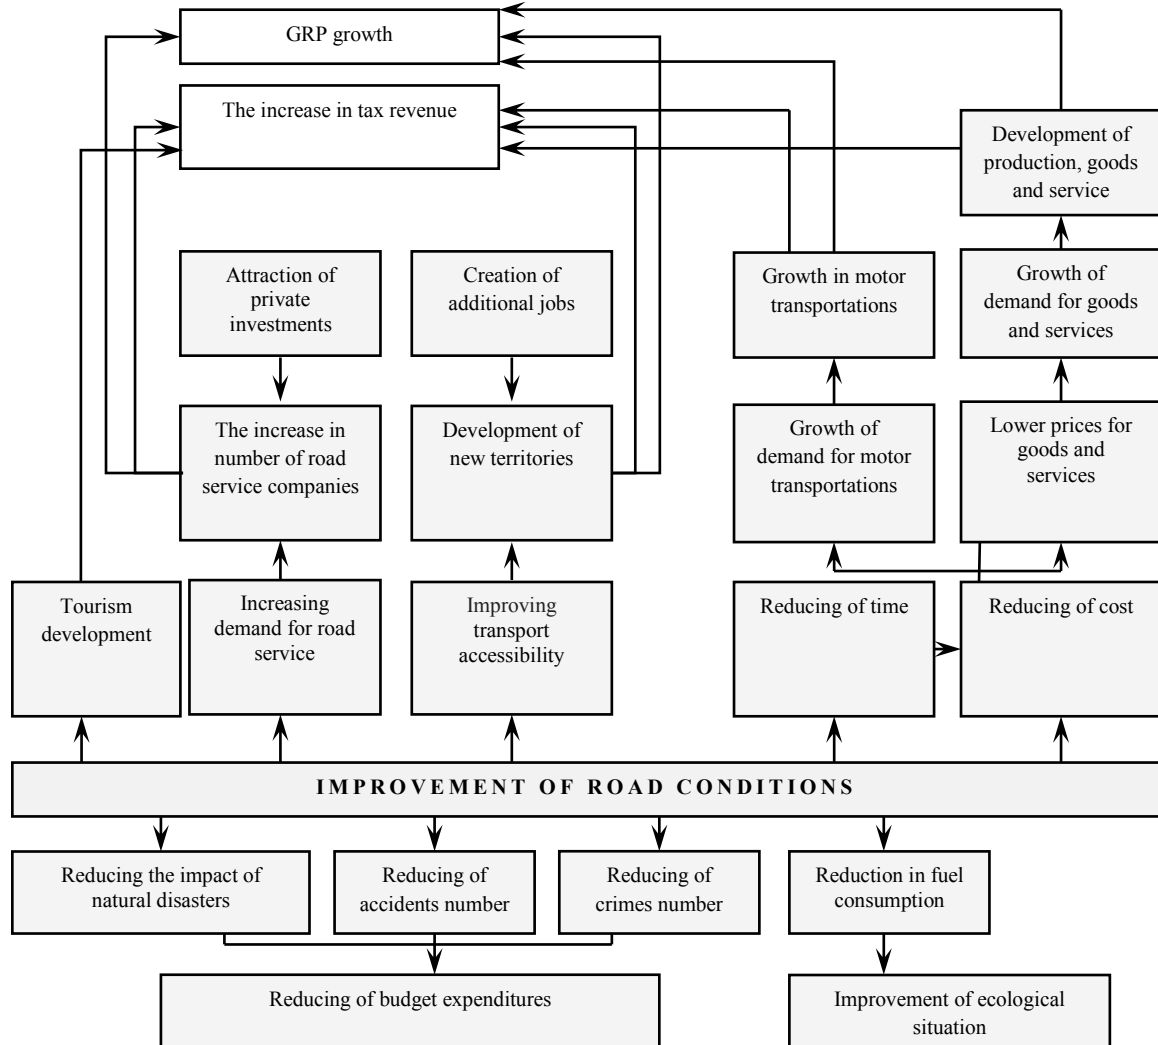 GRP growth
The increase in tax revenue
Development of
production, goods
and service
Attraction of
private
investments
Creation of
additional jobs
Growth in motor
transportations
Growth of
demand for goods
and services
The increase in
number of road
service companies
Development of
new territories
Growth of
demand for motor
transportations
Lower prices for
goods and
services
Tourism
development
Increasing
demand for road
service
Improving
transport
accessibility
Reducing of time
Reducing of cost
IMPROVEMENT OF ROAD CONDITIONS
Reducing the impact of
natural disasters
Reducing of
accidents number
Reducing of
crimes number
Reduction in fuel
consumption
Reducing of budget expenditures
Improvement of ecological
situation